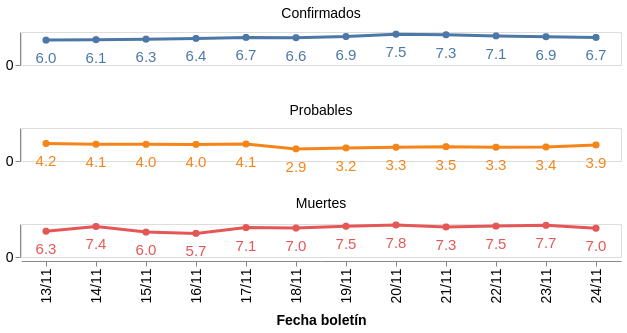 Confirmados
0
6.0 6.1 6.3 6.4 6.7 6.6 6.9 7.5 7.3 7.1 6.9 6.7
Probables
0
4.2 4.1 4.0 4.0 4.1 2.9 3.2 3.3 3.5 3.3 3.4 3.9
Muertes
0
6.3 7.4 6.0 5.7 7.1 7.0 7.5 7.8 7.3 7.5 7.7 7.0
13/11 14/11 15/11 16/11 17/11 18/11 19/11 20/11 21/11 22/11 23/11 24/11
Fecha boletín